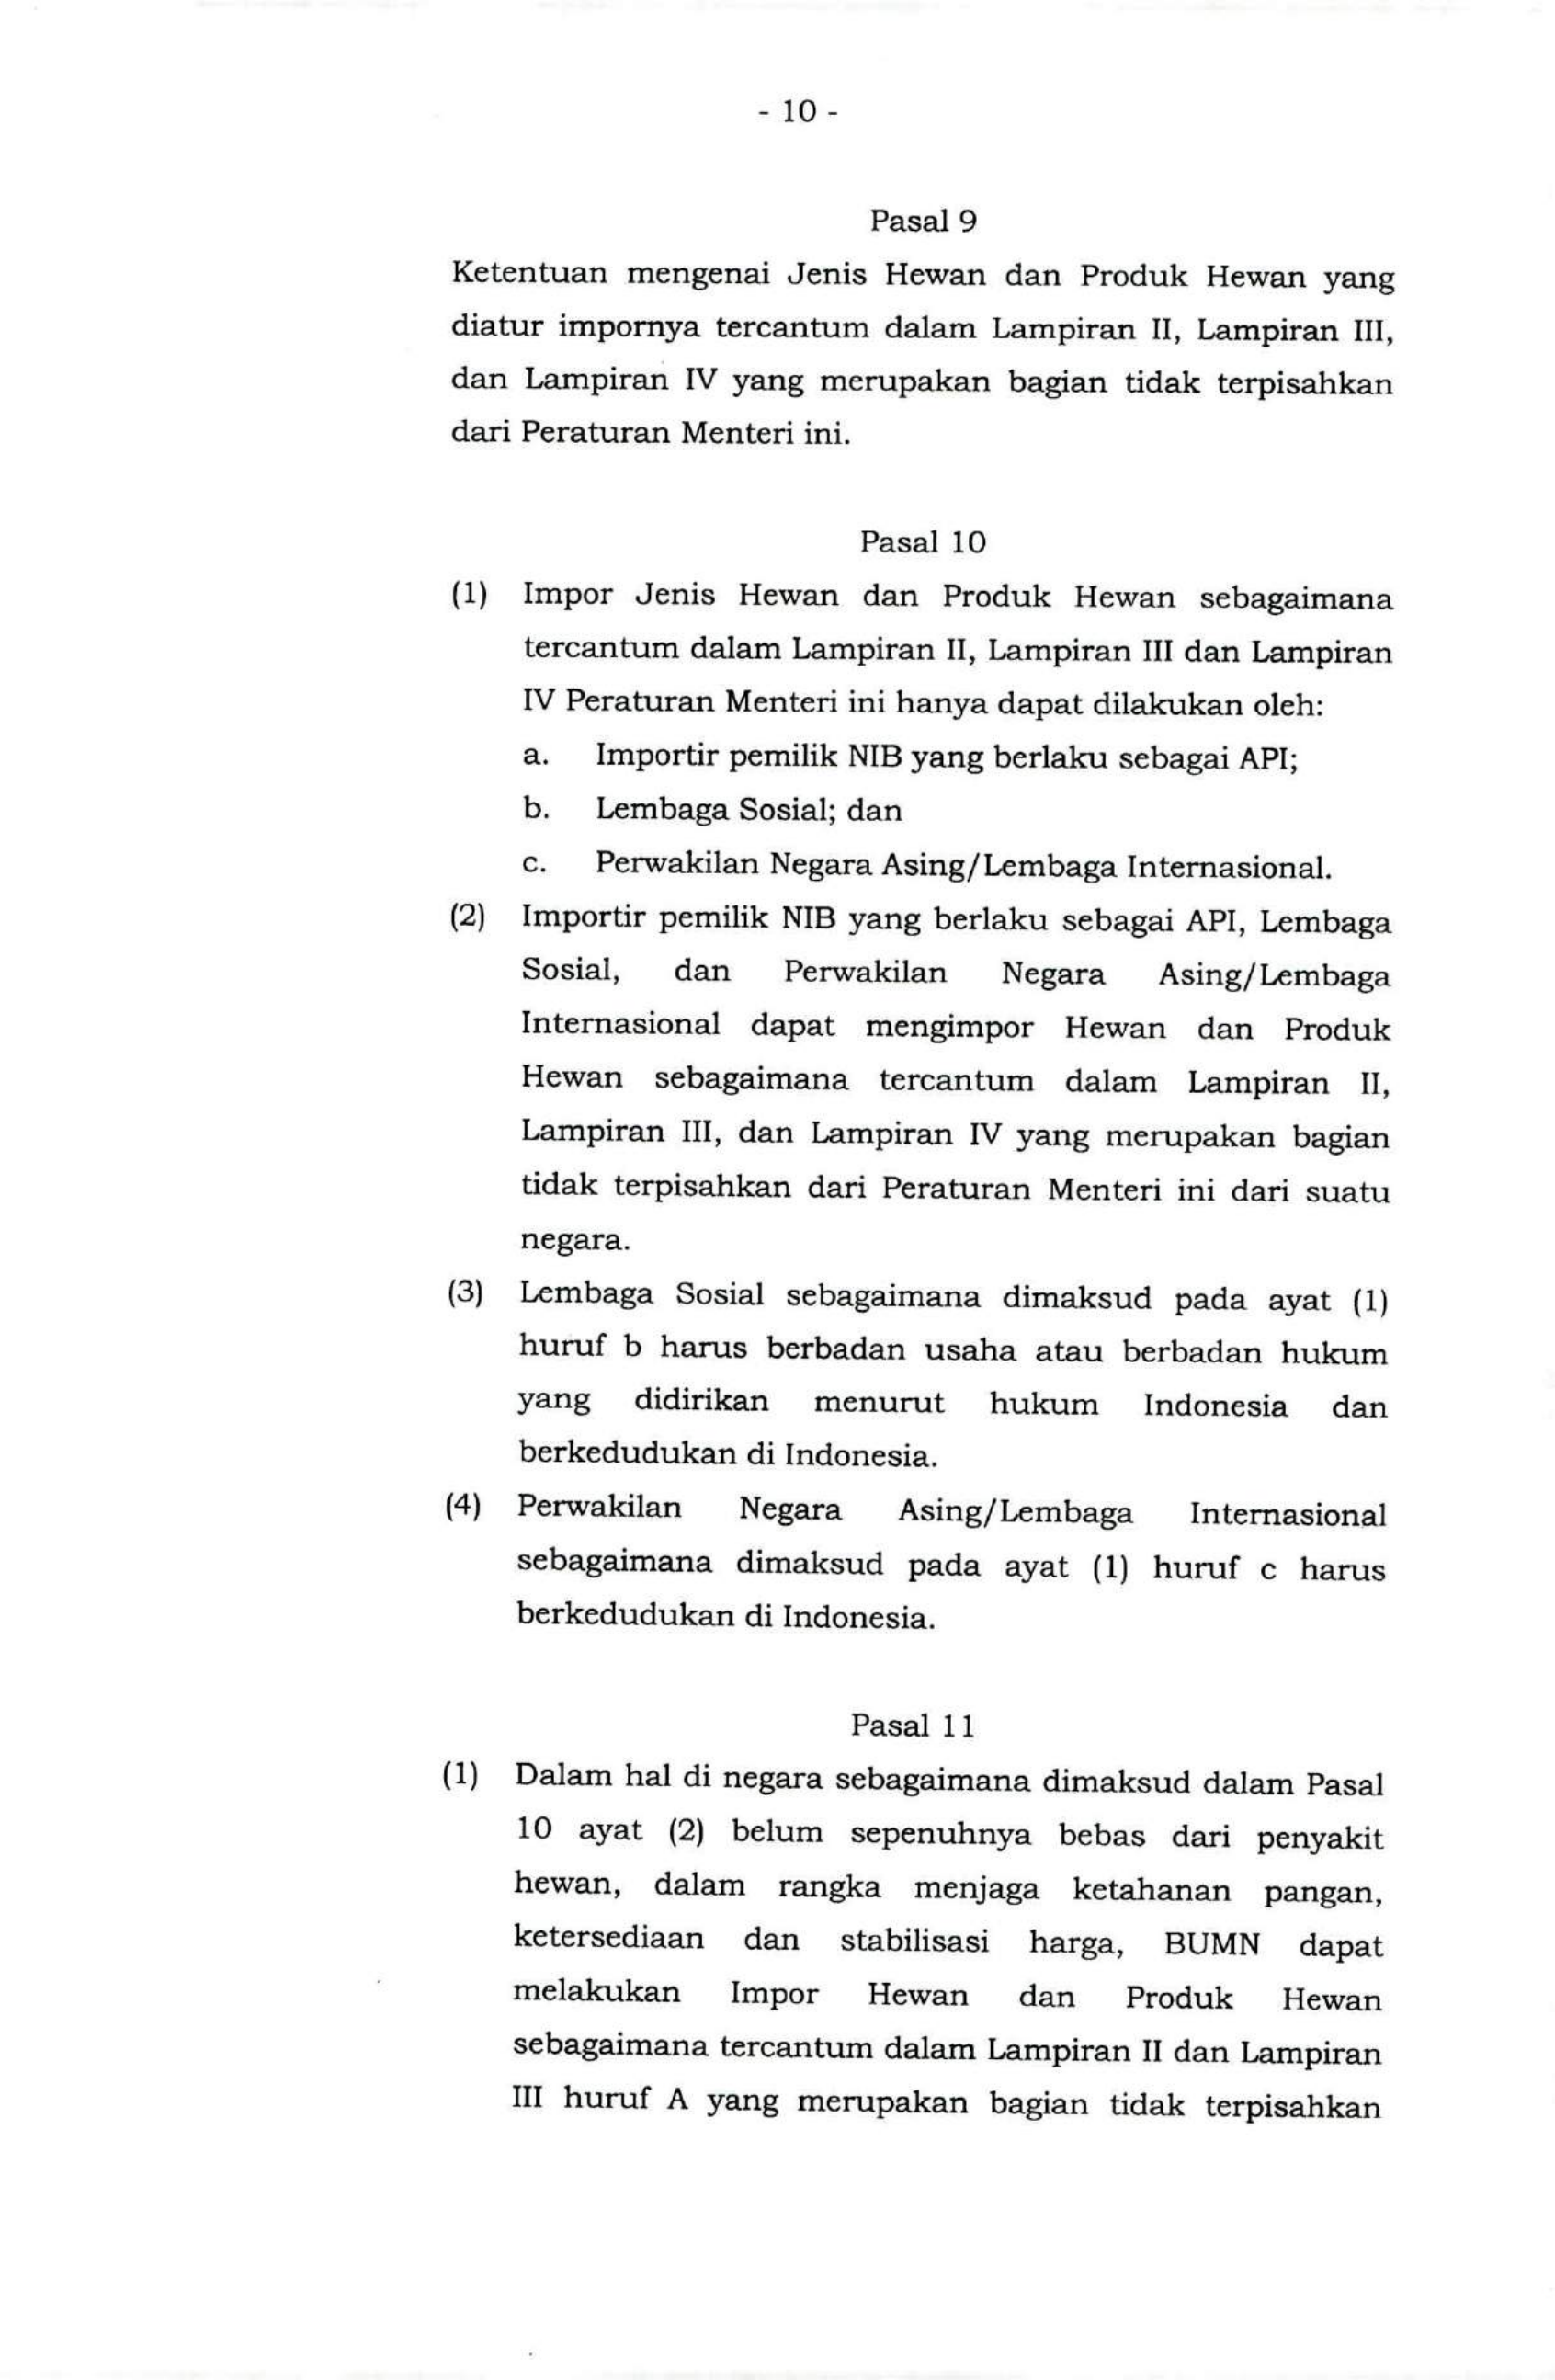 - 10 -
Pasal 9
Ketentuan mengenai Jenis Hewan dan Produk Hewan yang
diatur impornya tercantum dalam Lampiran II, Lampiran III,
dan Lampiran IV yang merupakan bagian tidak terpisahkan
dari Peraturan Menteri ini.
Pasal 10
(1) Impor Jenis Hewan dan Produk Hewan sebagaimana
tercantum dalam Lampiran II, Lampiran III dan Lampiran
IV Peraturan Menteri ini hanya dapat dilakukan oleh:
a. Importir pemilik NIB yang berlaku sebagai API;
b. Lembaga Sosial; dan
c. Perwakilan Negara Asing/Lembaga Internasional.
(2) Importir pemilik NIB yang berlaku sebagai API, Lembaga
Sosial, dan Perwakilan Negara Asing/Lembaga
Internasional dapat mengimpor Hewan dan Produk
Hewan sebagaimana tercantum dalam Lampiran II,
Lampiran III, dan Lampiran IV yang merupakan bagian
tidak terpisahkan dari Peraturan Menteri ini dari suatu
negara.
(3) Lembaga Sosial sebagaimana dimaksud pada ayat (1)
huruf b harus berbadan usaha atau berbadan hukum
yang didirikan menurut hukum Indonesia dan
berkedudukan di Indonesia.
(4) Perwakilan Negara Asing/Lembaga Internasional
sebagaimana dimaksud pada ayat (1) huruf c harus
berkedudukan di Indonesia.
Pasal 11
(1) Dalam hal di negara sebagaimana dimaksud dalam Pasal
10 ayat (2) belum sepenuhnya bebas dari penyakit
hewan, dalam rangka menjaga ketahanan pangan,
ketersediaan dan stabilisasi harga, BUMN dapat
melakukan Impor Hewan dan Produk Hewan
sebagaimana tercantum dalam Lampiran II dan Lampiran
III huruf A yang merupakan bagian tidak terpisahkan